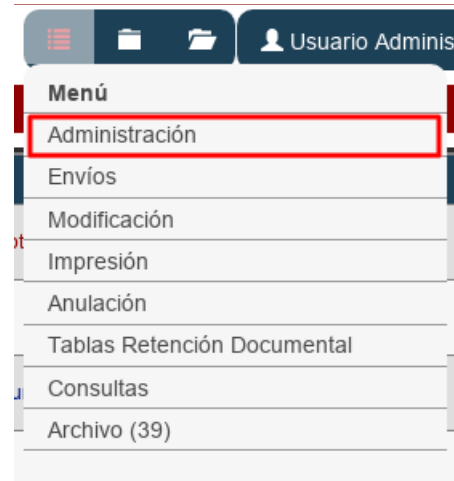 Usuario Adminis
Menú
Administración
Envíos
Modificación
Impresión
Anulación
Tablas Retención Documental
Consultas
Archivo (39)